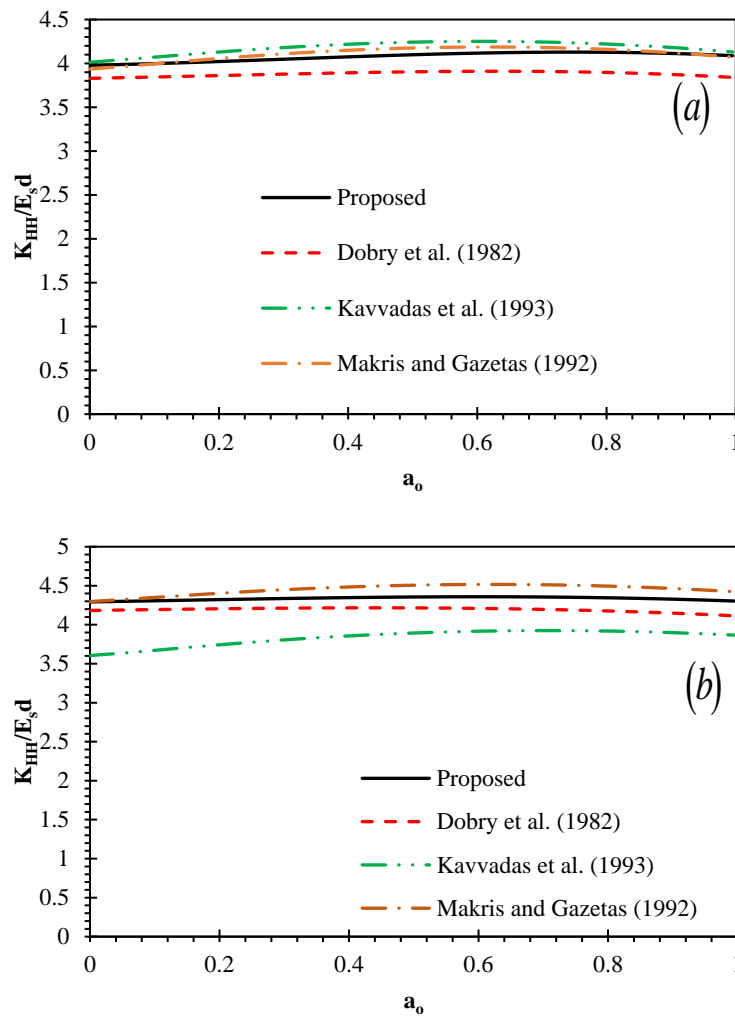 4.5
4
(a)
3.5
3
2.5
Proposed
K_HH/E_sd
2
Dobry et al. (1982)
1.5
Kavvadas et al. (1993)
1
Makris and Gazetas (1992)
0.5
0
0 0.2 0.4 0.6 0.8 1
a_o
5
4.5
4
3.5
(b)
3
K_HH/E_sd
2.5
2
Proposed
1.5
Dobry et al. (1982)
1
Kavvadas et al. (1993)
0.5
Makris and Gazetas (1992)
0
0 0.2 0.4 0.6 0.8 1
a_o